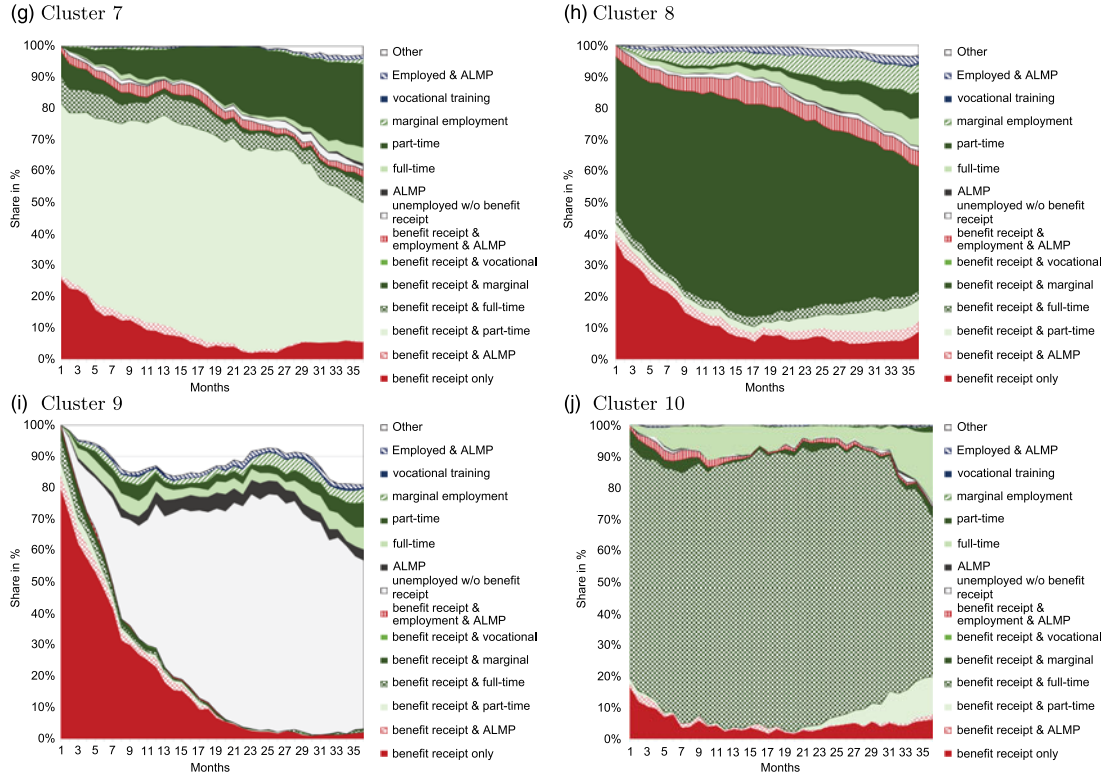 (g) Cluster 7
100%
90%
80
70%
60%
50%
40%
30%
20%
10%
0%
Share in %
1 3 5 7 9 11 13 15 17 19 21 23 25 27 29 31 33 35
Months
Other
Employed & ALMP
vocational training
marginal employment
part-time
full-time
ALMP
unemployed w/o benefit
receipt
benefit receipt &
employment & ALMP
benefit receipt & vocational
benefit receipt & marginal
benefit receipt & full-time
benefit receipt & part-time
benefit receipt & ALMP
benefit receipt only
(h) Cluster 8
100%
90%
80
70%
60%
50%
40%
30%
20%
10%
0%
Share in %
1 3 5 7 9 11 13 15 17 19 21 23 25 27 29 31 33 35
Months
Other
Employed & ALMP
vocational training
marginal employment
part-time
full-time
ALMP
unemployed w/o benefit
receipt
benefit receipt &
employment & ALMP
benefit receipt & vocational
benefit receipt & marginal
benefit receipt & full-time
benefit receipt & part-time
benefit receipt & ALMP
benefit receipt only
(i) Cluster 9
100%
90%
80
70%
60%
50%
40%
30%
20%
10%
0%
Share in %
1 3 5 7 9 11 13 15 17 19 21 23 25 27 29 31 33 35
Months
Other
Employed & ALMP
vocational training
marginal employment
part-time
full-time
ALMP
unemployed w/o benefit
receipt
benefit receipt &
employment & ALMP
benefit receipt & vocational
benefit receipt & marginal
benefit receipt & full-time
benefit receipt & part-time
benefit receipt & ALMP
benefit receipt only
(j) Cluster 10
100%
90%
80
70%
60%
50%
40%
30%
20%
10%
0%
Share in %
1 3 5 7 9 11 13 15 17 19 21 23 25 27 29 31 33 35
Months
Other
Employed & ALMP
vocational training
marginal employment
part-time
full-time
ALMP
unemployed w/o benefit
receipt
benefit receipt &
employment & ALMP
benefit receipt & vocational
benefit receipt & marginal
benefit receipt & full-time
benefit receipt & part-time
benefit receipt & ALMP
benefit receipt only